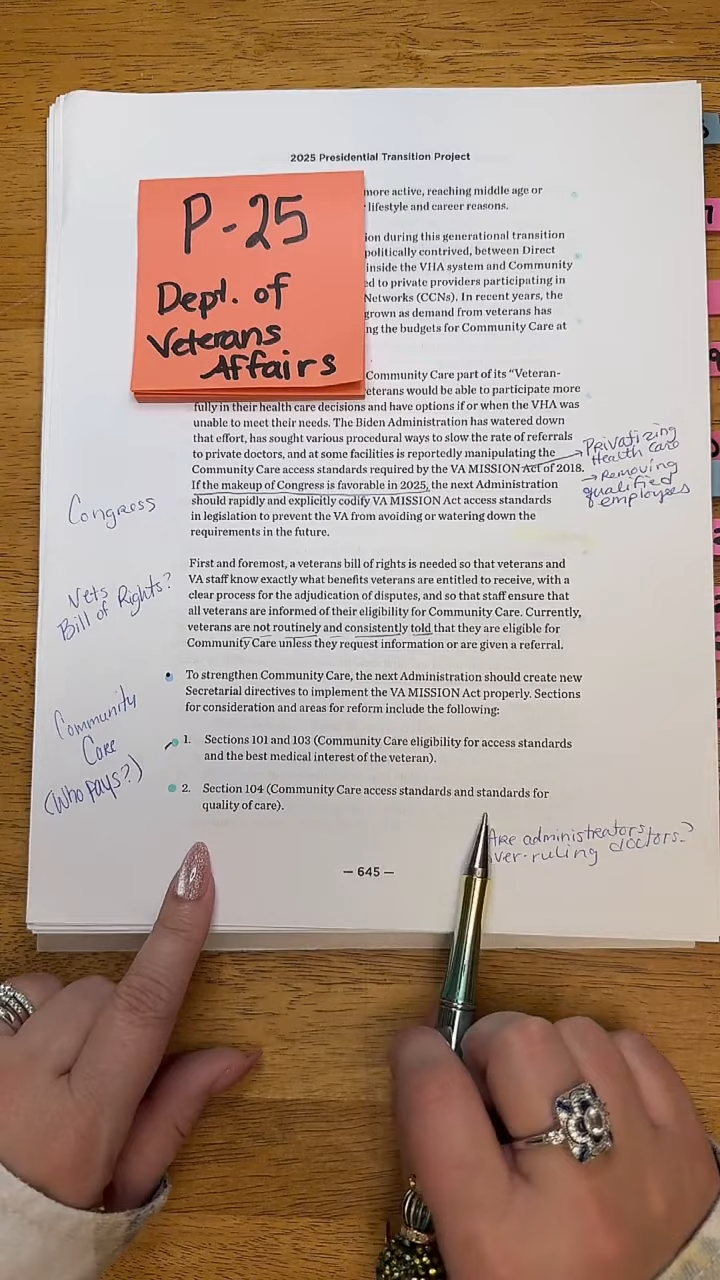 2025 Presidential Transition Project
P-25
Dept. of
Veterans
Affairs
more active, reaching middle age or
lifestyle and career reasons.
ion during this generational transition
politically contrived, between Direct
inside the VHA system and Community
ed to private providers participating in
Networks (CCNs). In recent years, the
grown as demand from veterans has
ng the budgets for Community Care at
Community Care part of its “Veteran-
eterans would be able to participate more
fully in their health care decisions and have options if or when the VHA was
unable to meet their needs. The Biden Administration has watered down
that effort, has sought various procedural ways to slow the rate of referrals
to private doctors, and at some facilities is reportedly manipulating the
Community Care access standards required by the VA MISSION Act of 2018.
If the makeup of Congress is favorable in 2025, the next Administration
should rapidly and explicitly codify VA MISSION Act access standards
in legislation to prevent the VA from avoiding or watering down the
requirements in the future.
→ Privatizing
Health Care
→ Removing
qualified
employees
Congress
First and foremost, a veterans bill of rights is needed so that veterans and
VA staff know exactly what benefits veterans are entitled to receive, with a
clear process for the adjudication of disputes, and so that staff ensure that
all veterans are informed of their eligibility for Community Care. Currently,
veterans are not routinely and consistently told that they are eligible for
Community Care unless they request information or are given a referral.
Vets
Bill of Rights?
To strengthen Community Care, the next Administration should create new
Secretarial directives to implement the VA MISSION Act properly. Sections
for consideration and areas for reform include the following:
Community
Care
(Who pays?)
1. Sections 101 and 103 (Community Care eligibility for access standards
and the best medical interest of the veteran).
2. Section 104 (Community Care access standards and standards for
quality of care).
Are administrators
ver-ruling doctors?
— 645 —